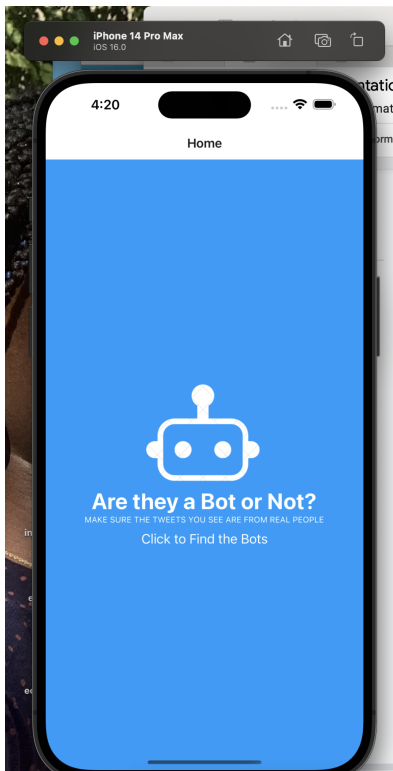 iPhone 14 Pro Max
iOS 16.0
4:20
Home
Are they a Bot or Not?
MAKE SURE THE TWEETS YOU SEE ARE FROM REAL PEOPLE
Click to Find the Bots